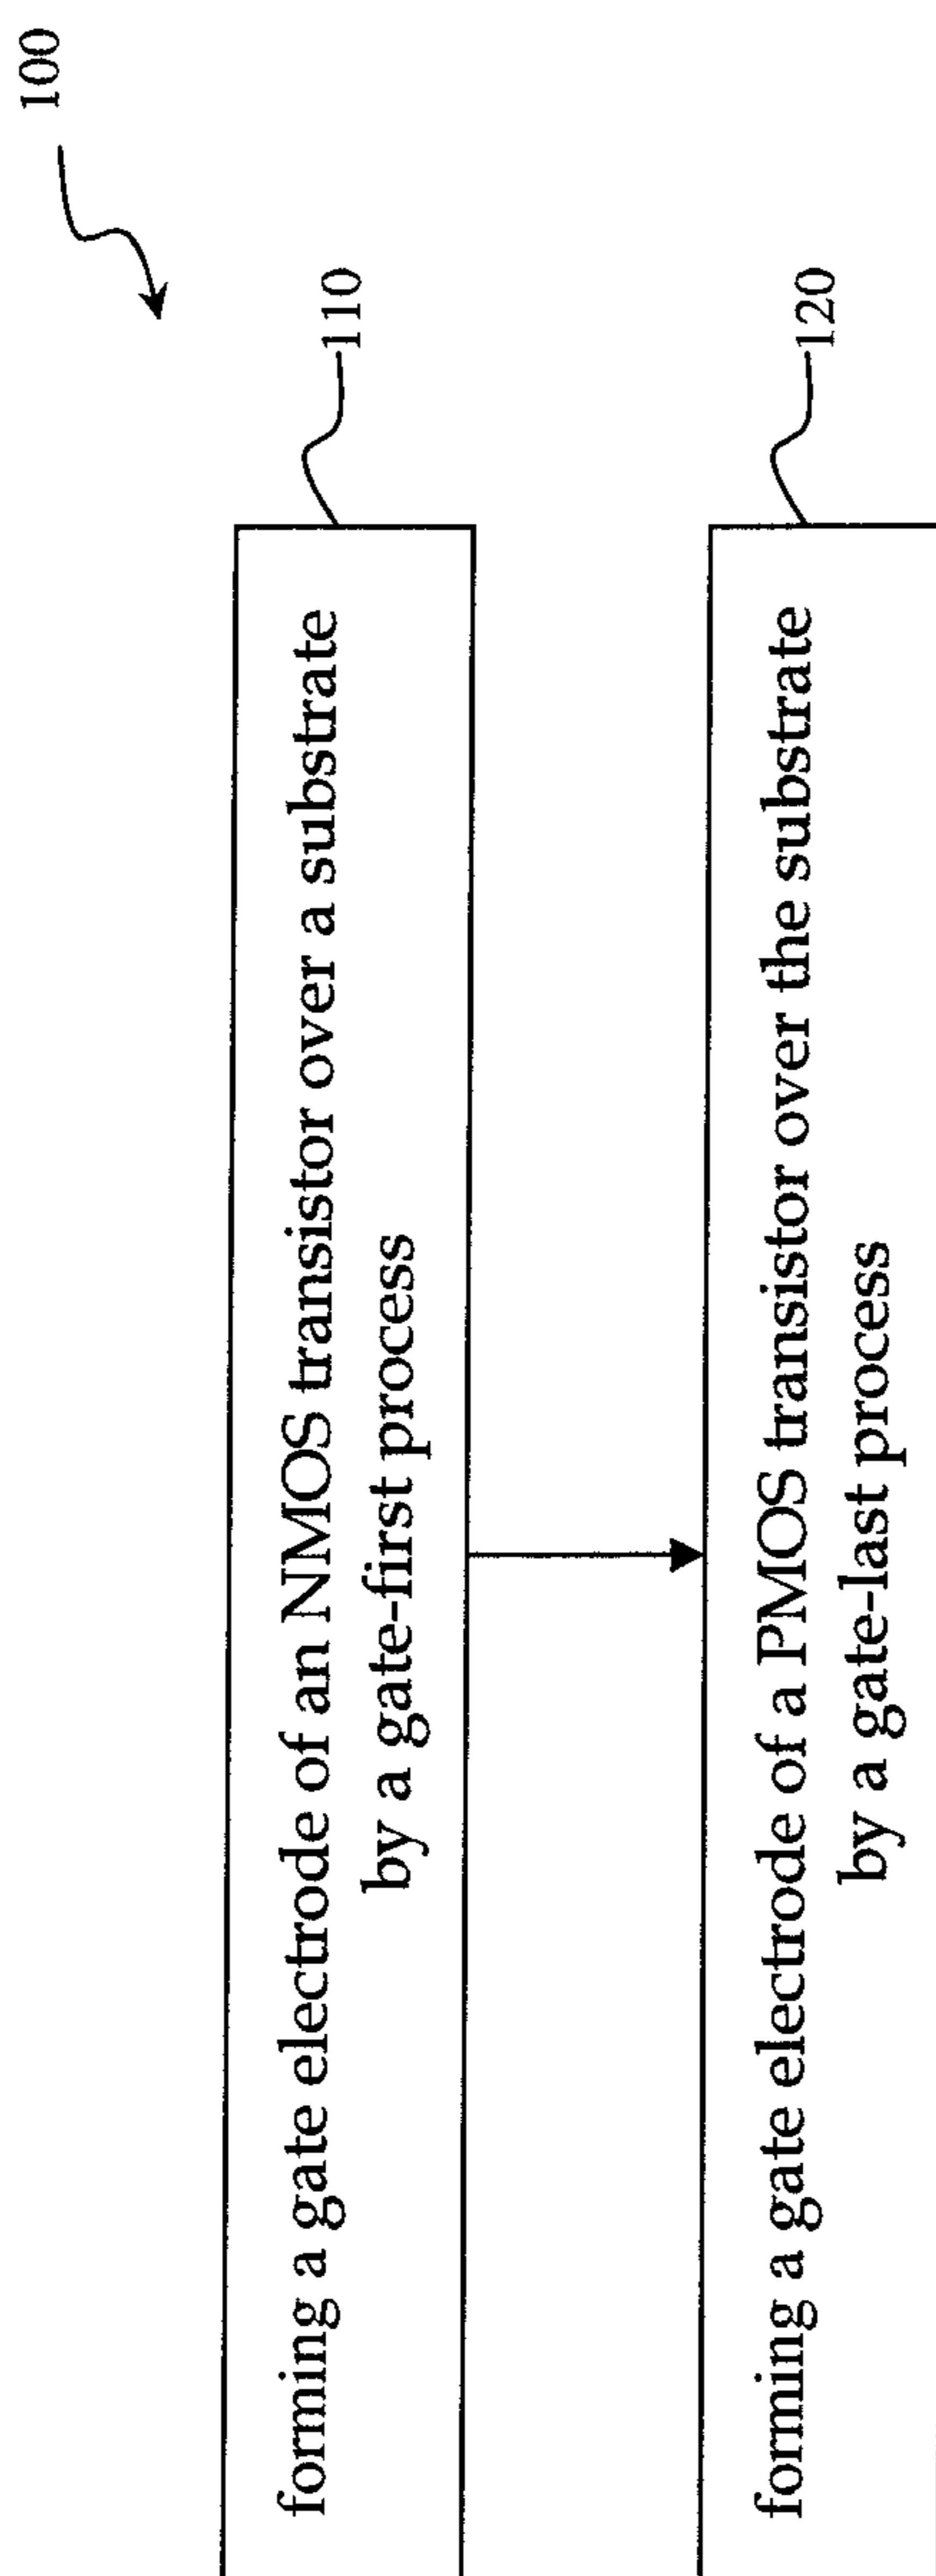 100
forming a gate electrode of an NMOS transistor over a substrate
by a gate-first process
110
forming a gate electrode of a PMOS transistor over the substrate
by a gate-last process
120